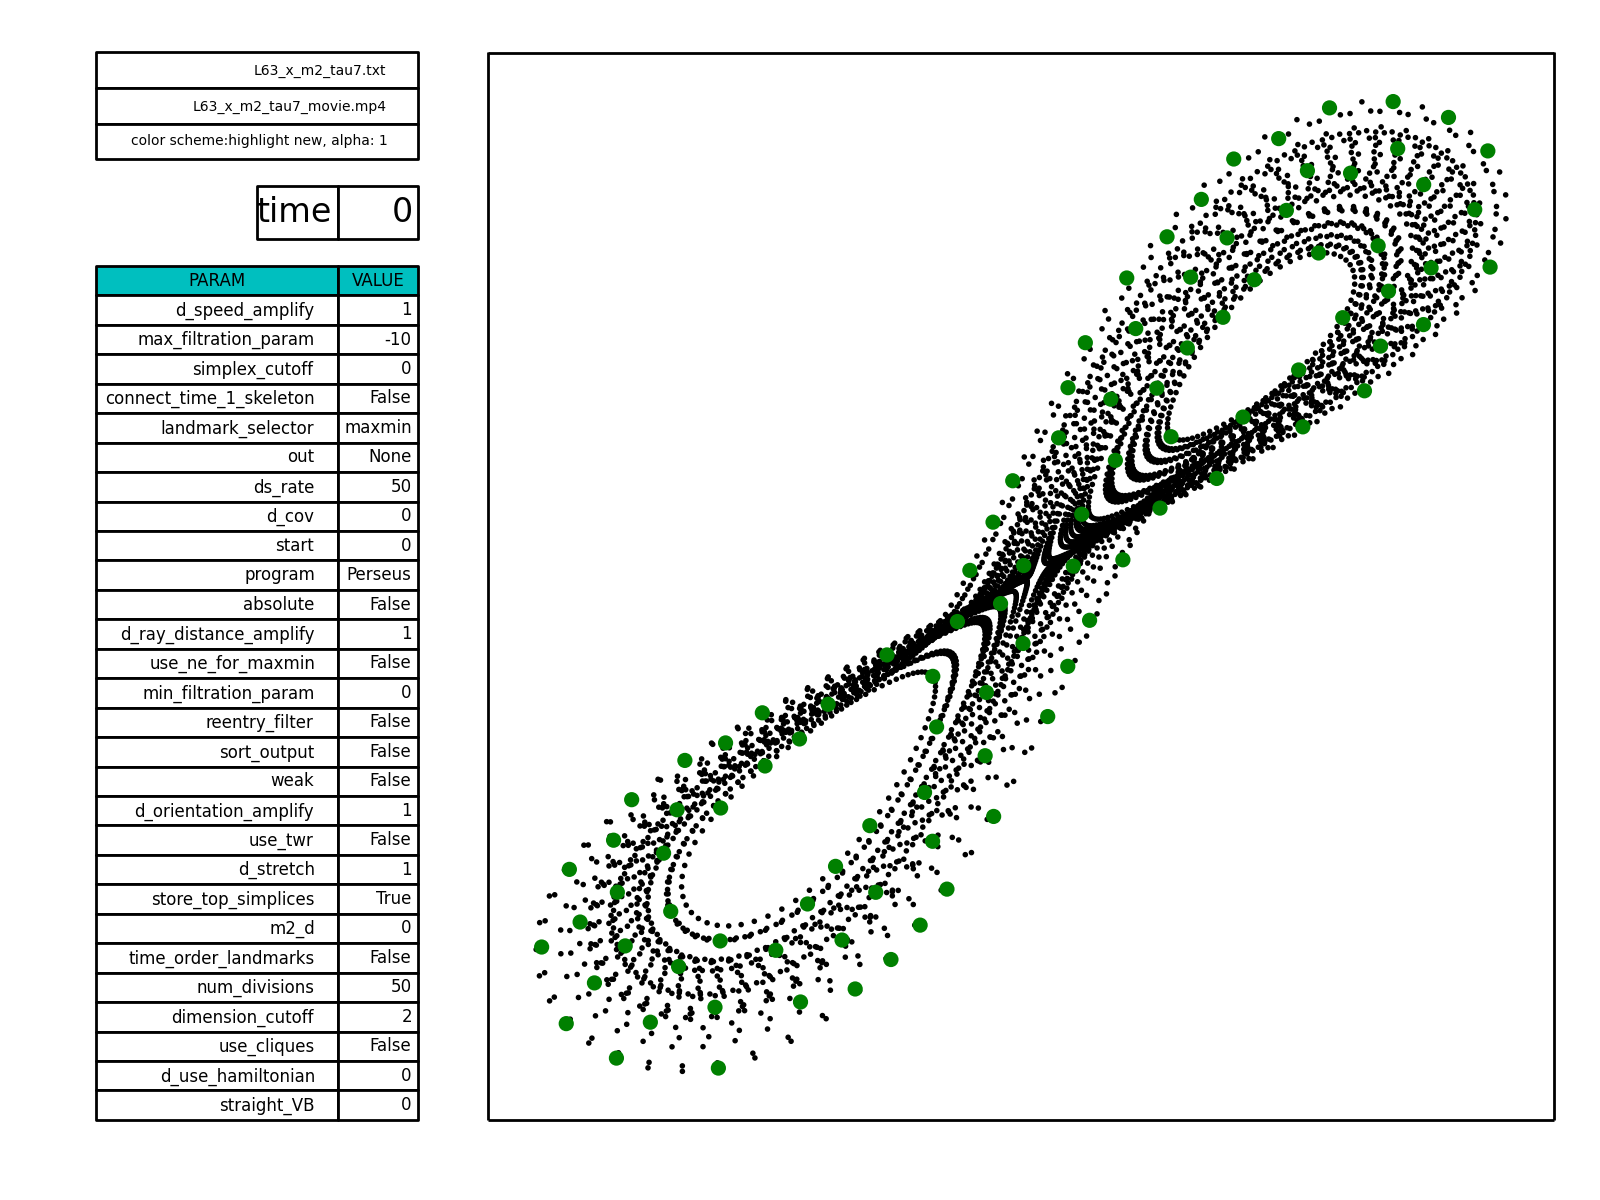 L63_x_m2_tau7.txt
L63_x_m2_tau7_movie.mp4
color scheme:highlight new, alpha: 1
time 0
PARAM VALUE
d_speed_amplify 1
max_filtration_param -10
simplex_cutoff 0
connect_time_1_skeleton False
landmark_selector maxmin
out None
ds_rate 50
d_cov 0
start 0
program Perseus
absolute False
d_ray_distance_amplify 1
use_ne_for_maxmin False
min_filtration_param 0
reentry_filter False
sort_output False
weak False
d_orientation_amplify 1
use_twr False
d_stretch 1
store_top_simplices True
m2_d 0
time_order_landmarks False
num_divisions 50
dimension_cutoff 2
use_cliques False
d_use_hamiltonian 0
straight_VB 0